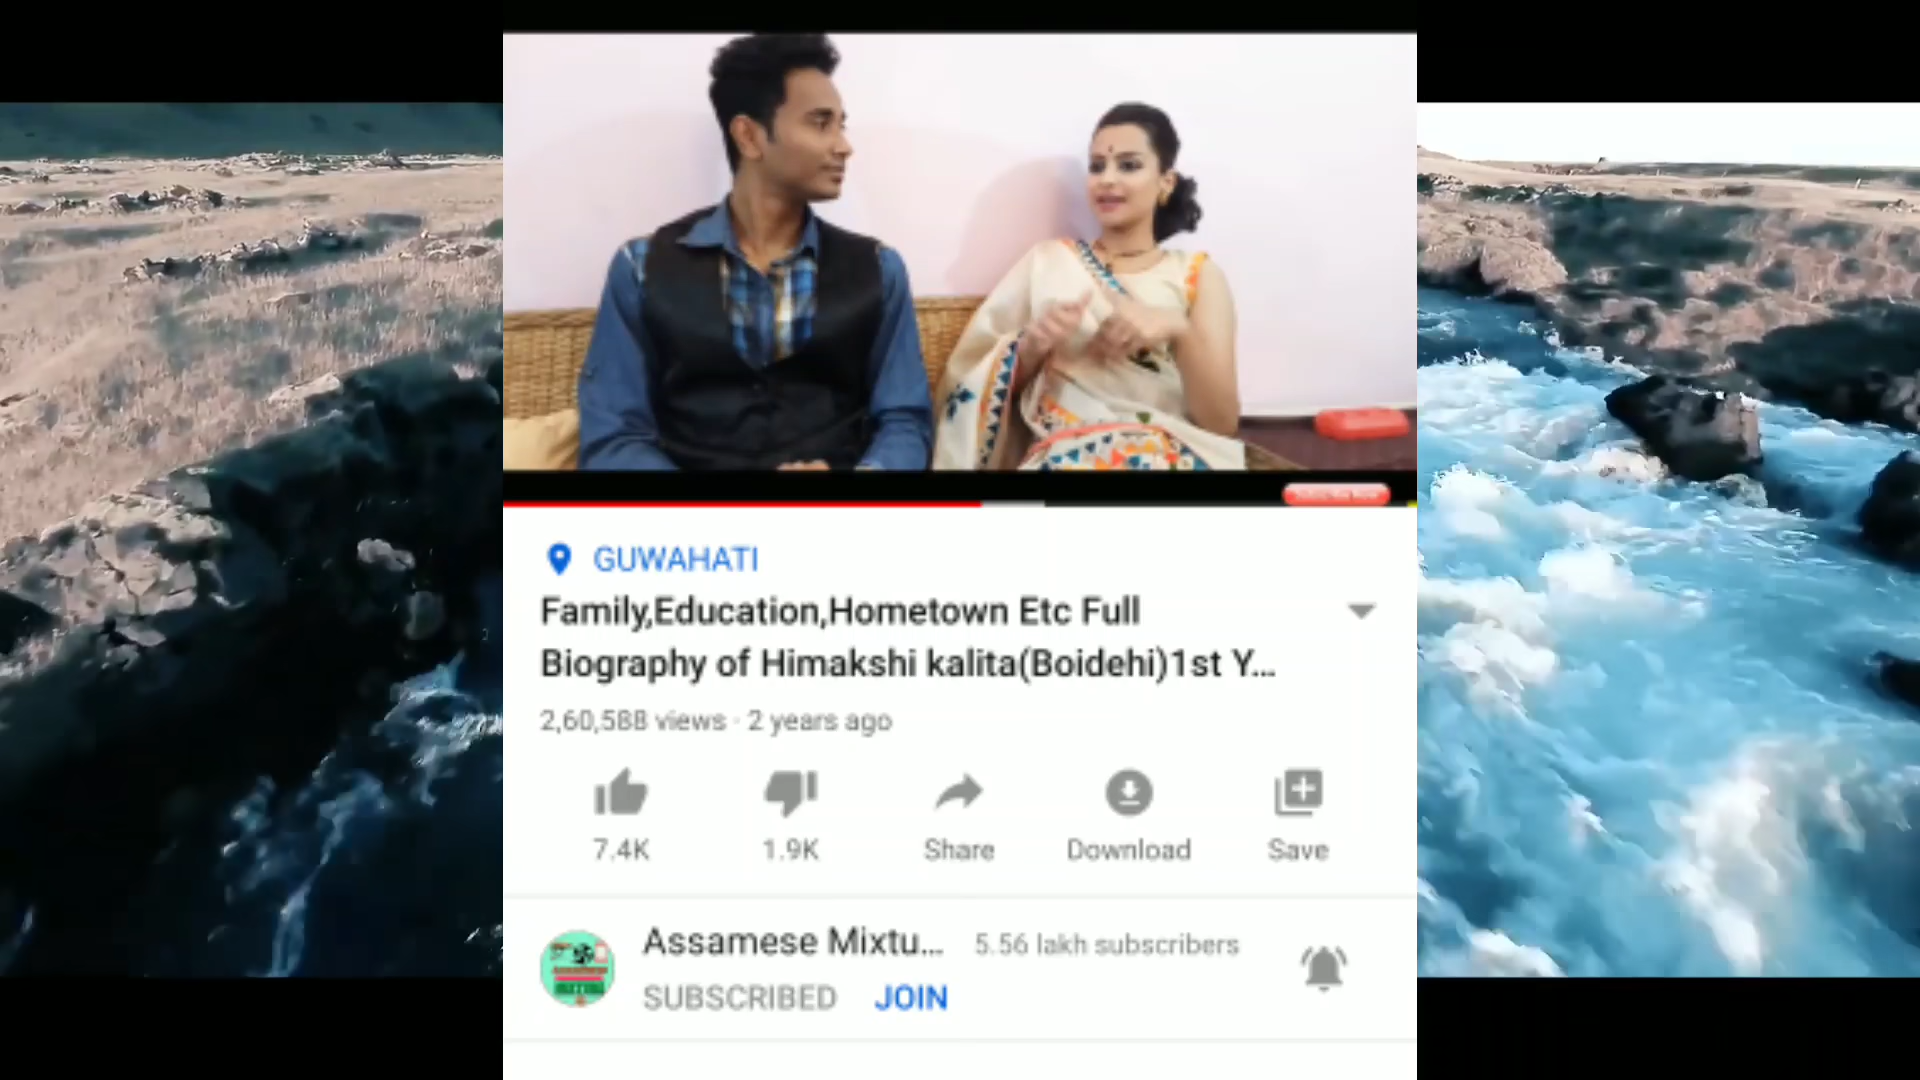 GUWAHATI
Family,Education,Hometown Etc Full
Biography of Himakshi kalita(Boidehi)1st Y...
2,60,588 views · 2 years ago
7.4K
1.9K
Share
Download
Save
Assamese Mixtu...
5.56 lakh subscribers
SUBSCRIBED
JOIN